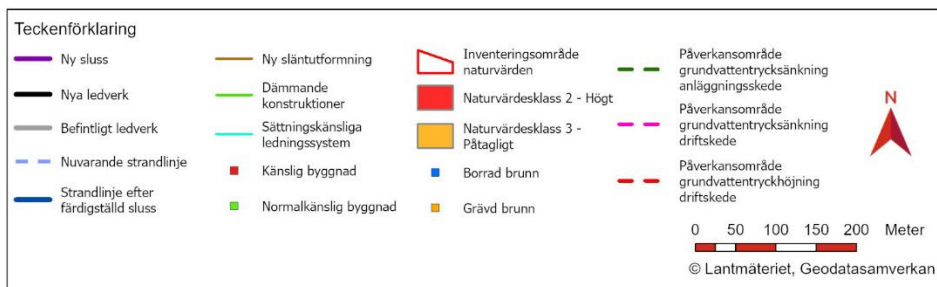 Teckenförklaring
Ny sluss
Nya ledverk
Befintligt ledverk
Nuvarande strandlinje
Strandlinje efter
färdigställd sluss
Ny släntutformning
Dämmande
konstruktioner
Sättningskänsliga
ledningssystem
Känslig byggnad
Normalkänslig byggnad
Inventeringsområde
naturvärden
Naturvärdesklass 2 - Högt
Naturvärdesklass 3 -
Påtagligt
Borrad brunn
Grävd brunn
Påverkansområde
grundvattentrycksänkning
anläggningsskede
Påverkansområde
grundvattentrycksänkning
driftskede
Påverkansområde
grundvattentryckhöjning
driftskede
N
0 50 100 150 200 Meter
© Lantmäteriet, Geodatasamverkan